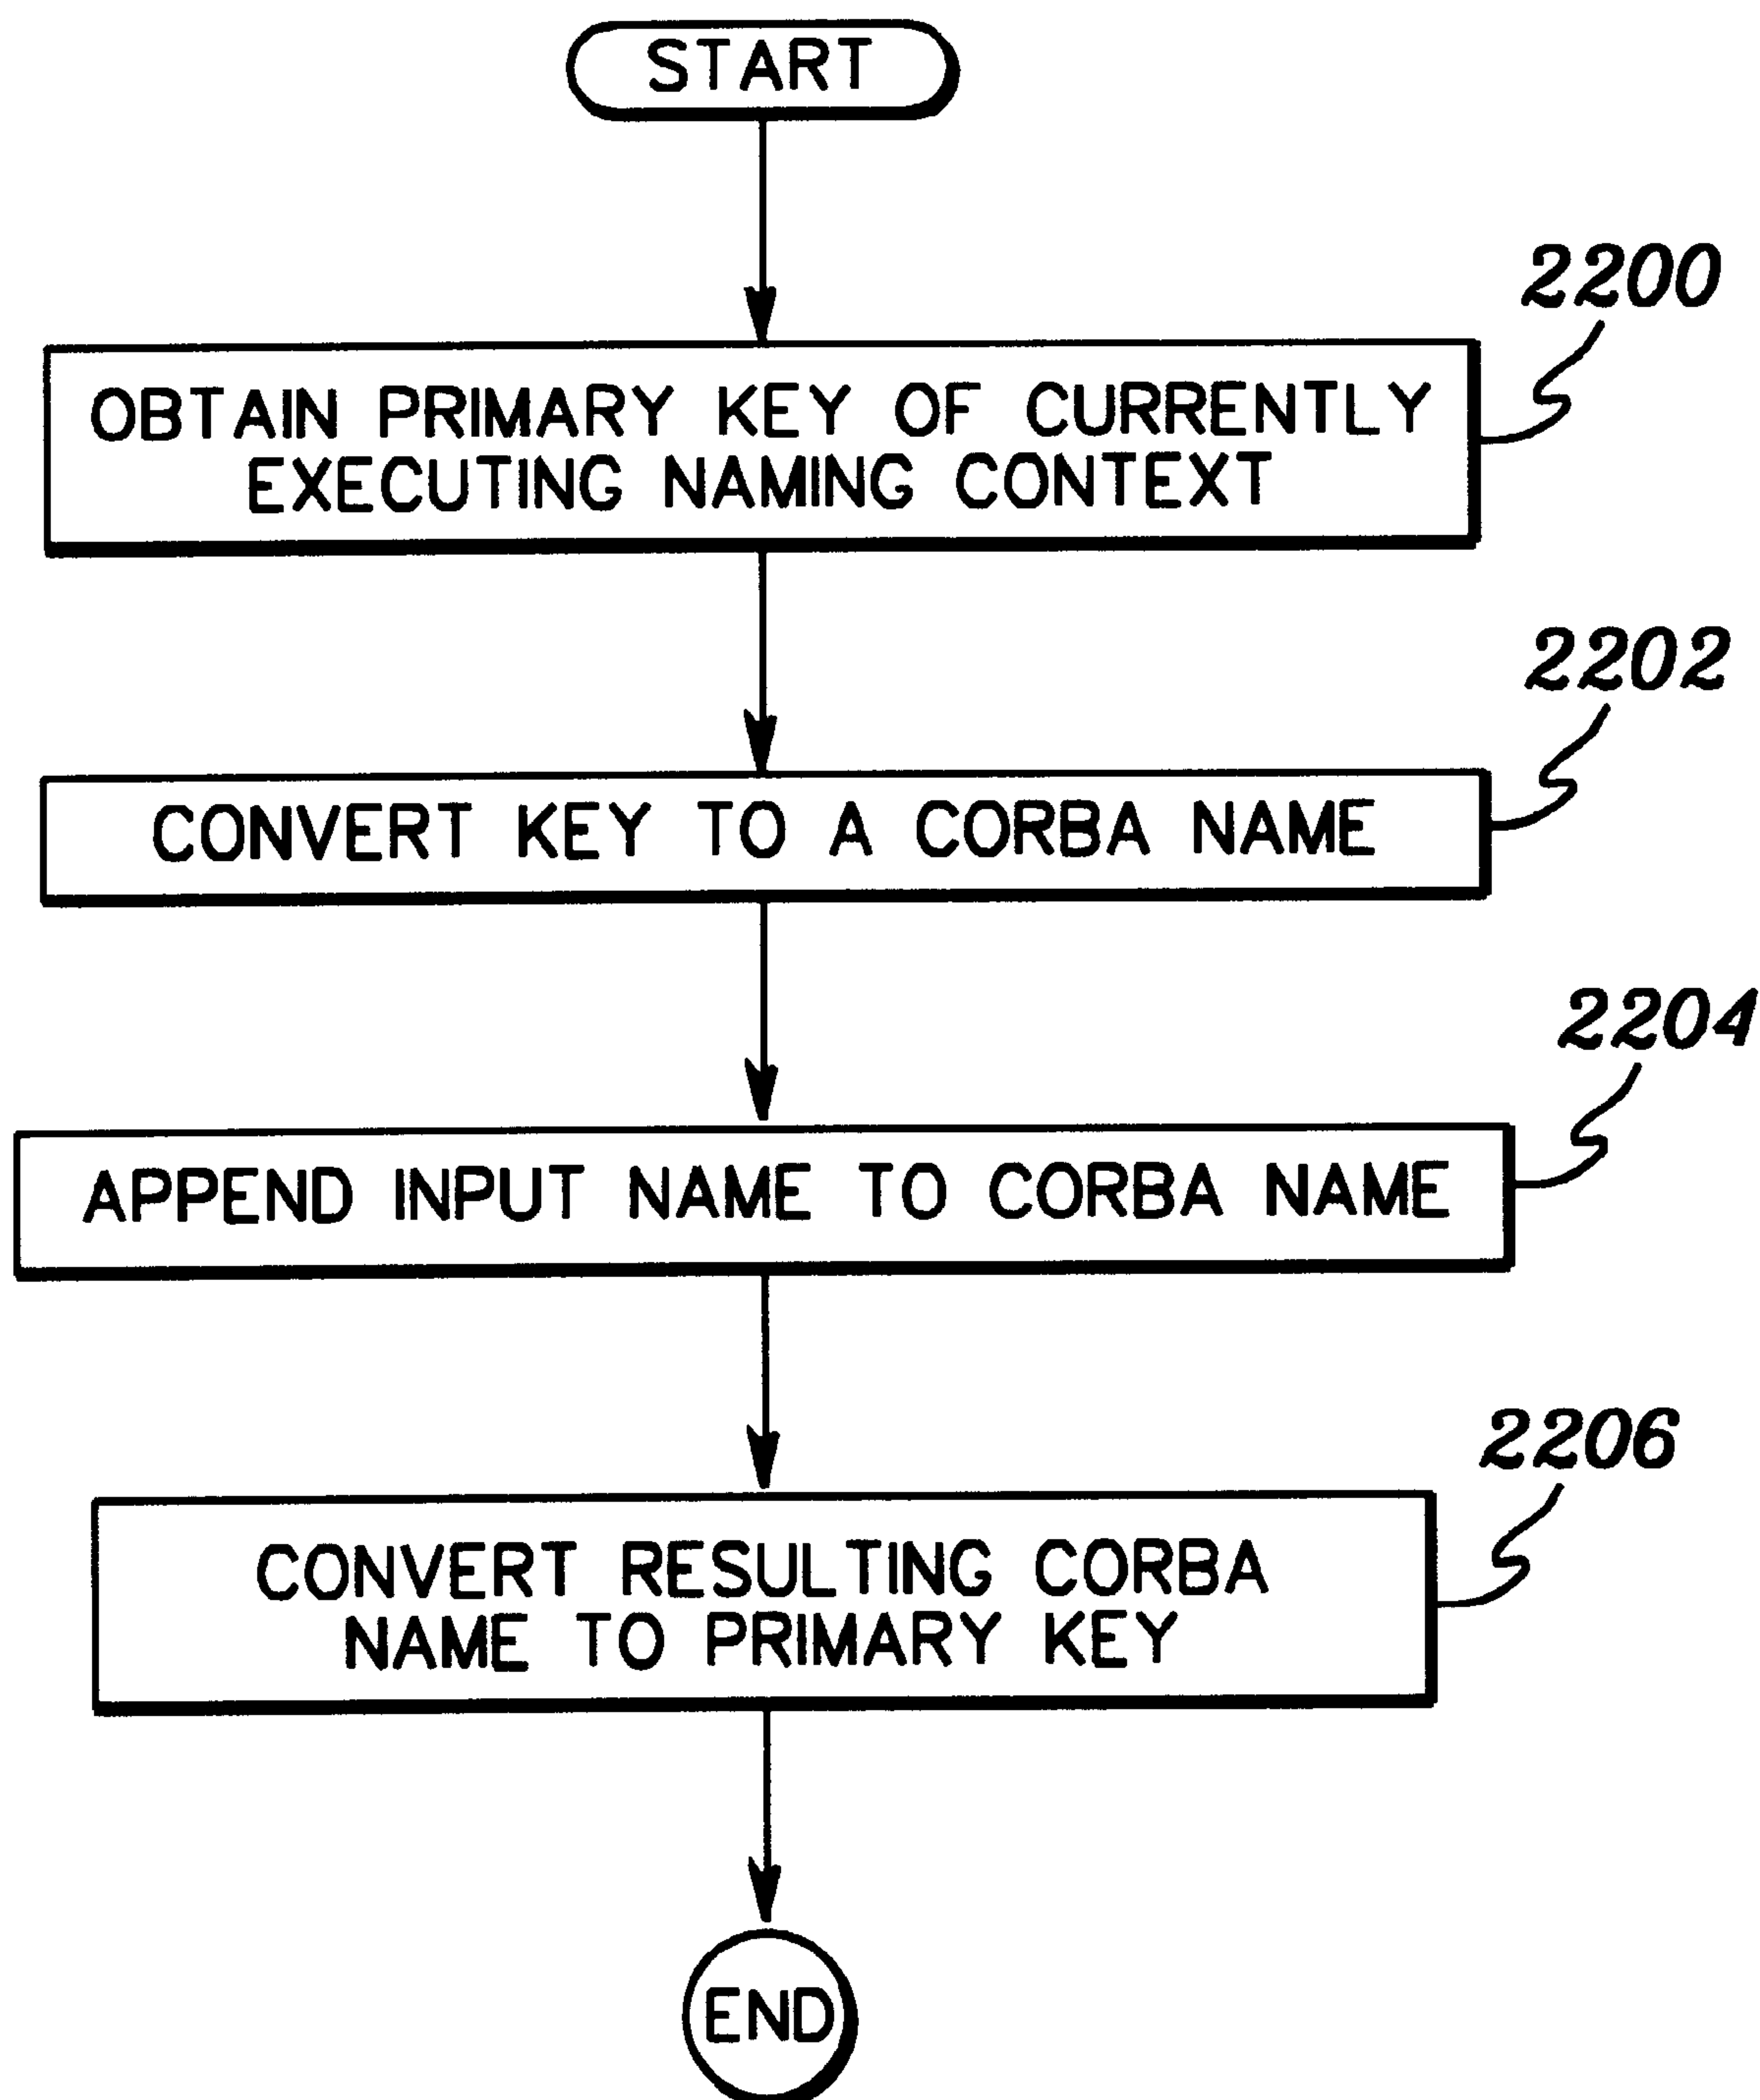 START
2200
OBTAIN PRIMARY KEY OF CURRENTLY
EXECUTING NAMING CONTEXT
2202
CONVERT KEY TO A CORBA NAME
2204
APPEND INPUT NAME TO CORBA NAME
2206
CONVERT RESULTING CORBA
NAME TO PRIMARY KEY
END